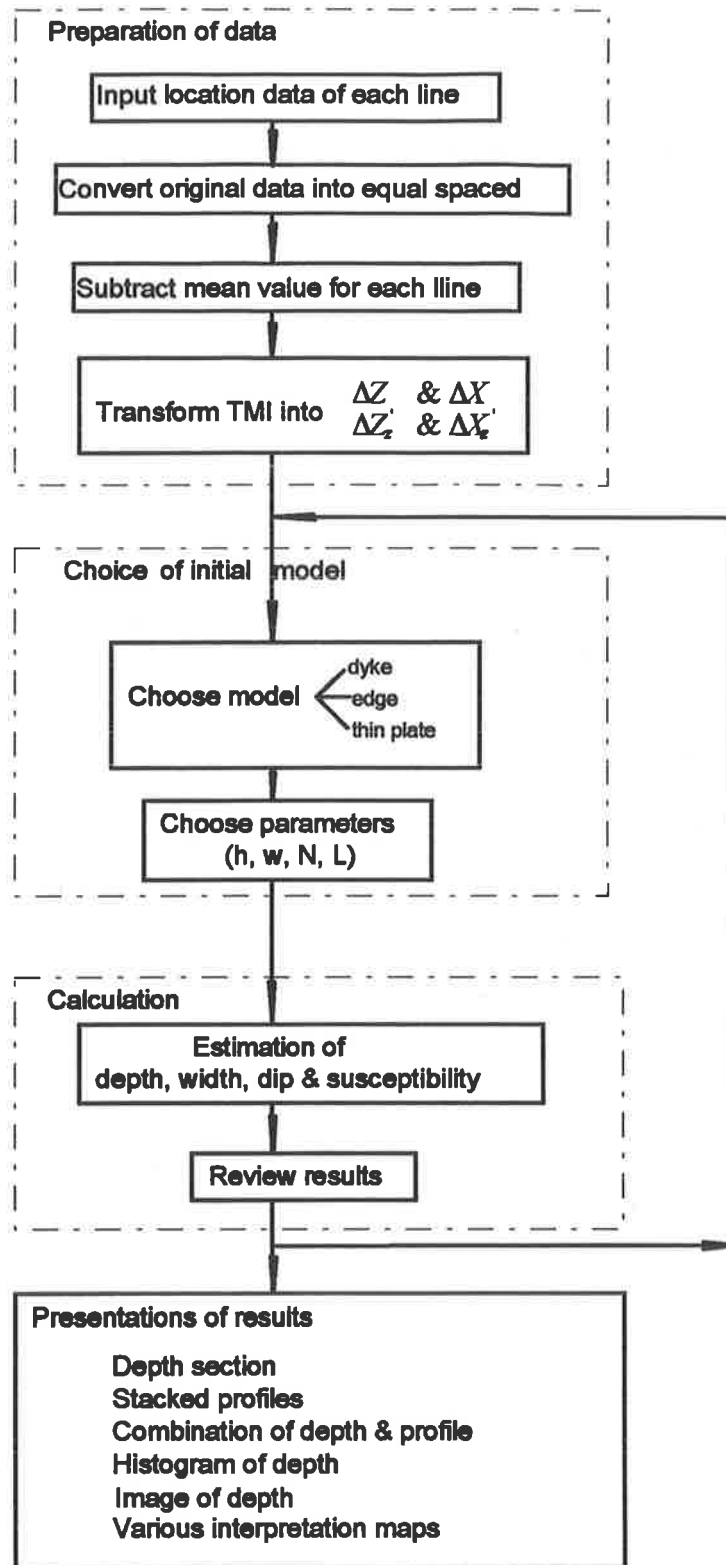 Preparation of data
Input location data of each line
Convert original data into equal spaced
Subtract mean value for each lline
Transform TMI into ΔZ & ΔX
ΔZ'z & ΔX'z
Choice of initial model
Choose model
dyke
edge
thin plate
Choose parameters
(h, w, N, L)
Calculation
Estimation of
depth, width, dip & susceptibility
Review results
Presentations of results
Depth section
Stacked profiles
Combination of depth & profile
Histogram of depth
Image of depth
Various interpretation maps